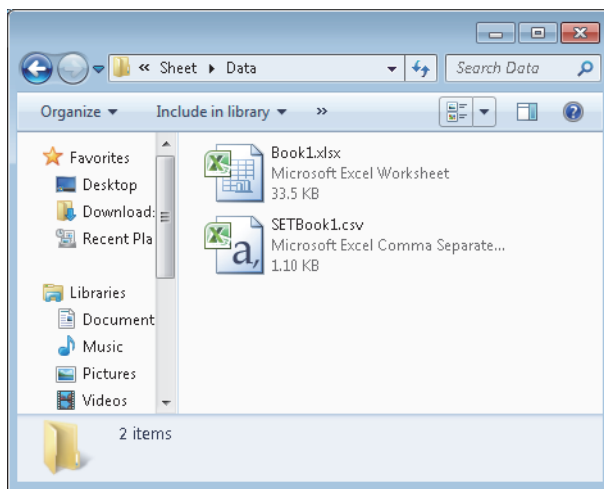 « Sheet Data
Search Data
Organize
Include in library
»
Favorites
Desktop
Download:
Recent Pla
Libraries
Document
Music
Pictures
Videos
Book1.xlsx
Microsoft Excel Worksheet
33.5 KB
SETBook1.csv
Microsoft Excel Comma Separate...
1.10 KB
2 items